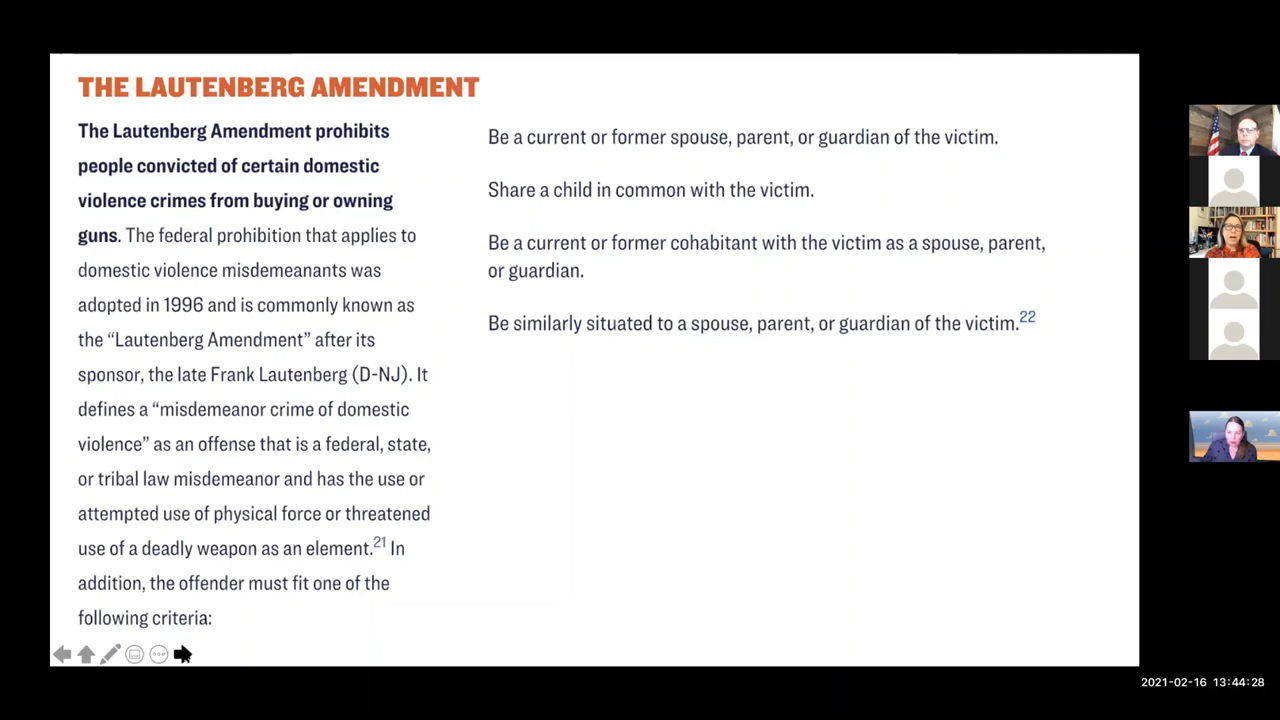 THE LAUTENBERG AMENDMENT
The Lautenberg Amendment prohibits
people convicted of certain domestic
violence crimes from buying or owning
guns. The federal prohibition that applies to
domestic violence misdemeanants was
adopted in 1996 and is commonly known as
the “Lautenberg Amendment” after its
sponsor, the late Frank Lautenberg (D-NJ). It
defines a “misdemeanor crime of domestic
violence” as an offense that is a federal, state,
or tribal law misdemeanor and has the use or
attempted use of physical force or threatened
use of a deadly weapon as an element.21 In
addition, the offender must fit one of the
following criteria:
Be a current or former spouse, parent, or guardian of the victim.
Share a child in common with the victim.
Be a current or former cohabitant with the victim as a spouse, parent,
or guardian.
Be similarly situated to a spouse, parent, or guardian of the victim.22
2021-02-16 13:44:28